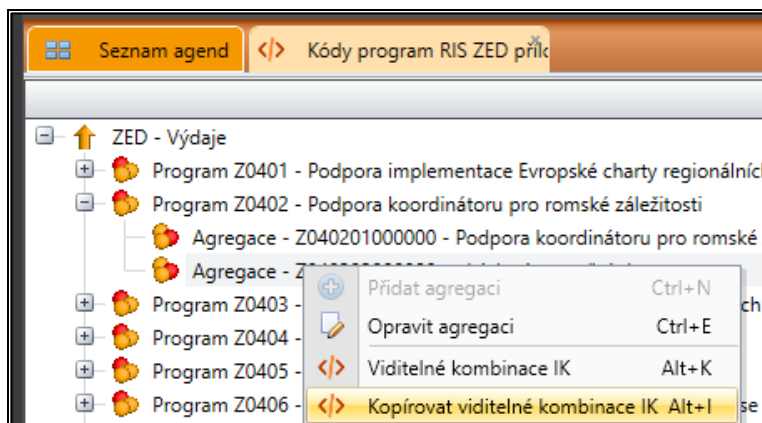 Seznam agend
Kódy program RIS ZED
ZED - Výdaje
Program Z0401 - Podpora implementace Evropské charty
Program Z0402 - Podpora koordinátoru pro romské záležitosti
Agregace - Z040201000000 - Podpora koordinátoru pro romské
Agregace -
Přidat agregaci Ctrl+N
Program Z0403 -
Opravit agregaci Ctrl+E
Program Z0404 -
Program Z0405 - Viditelné kombinace IK Alt+K
Program Z0406 - Kopírovat viditelné kombinace IK Alt+I se